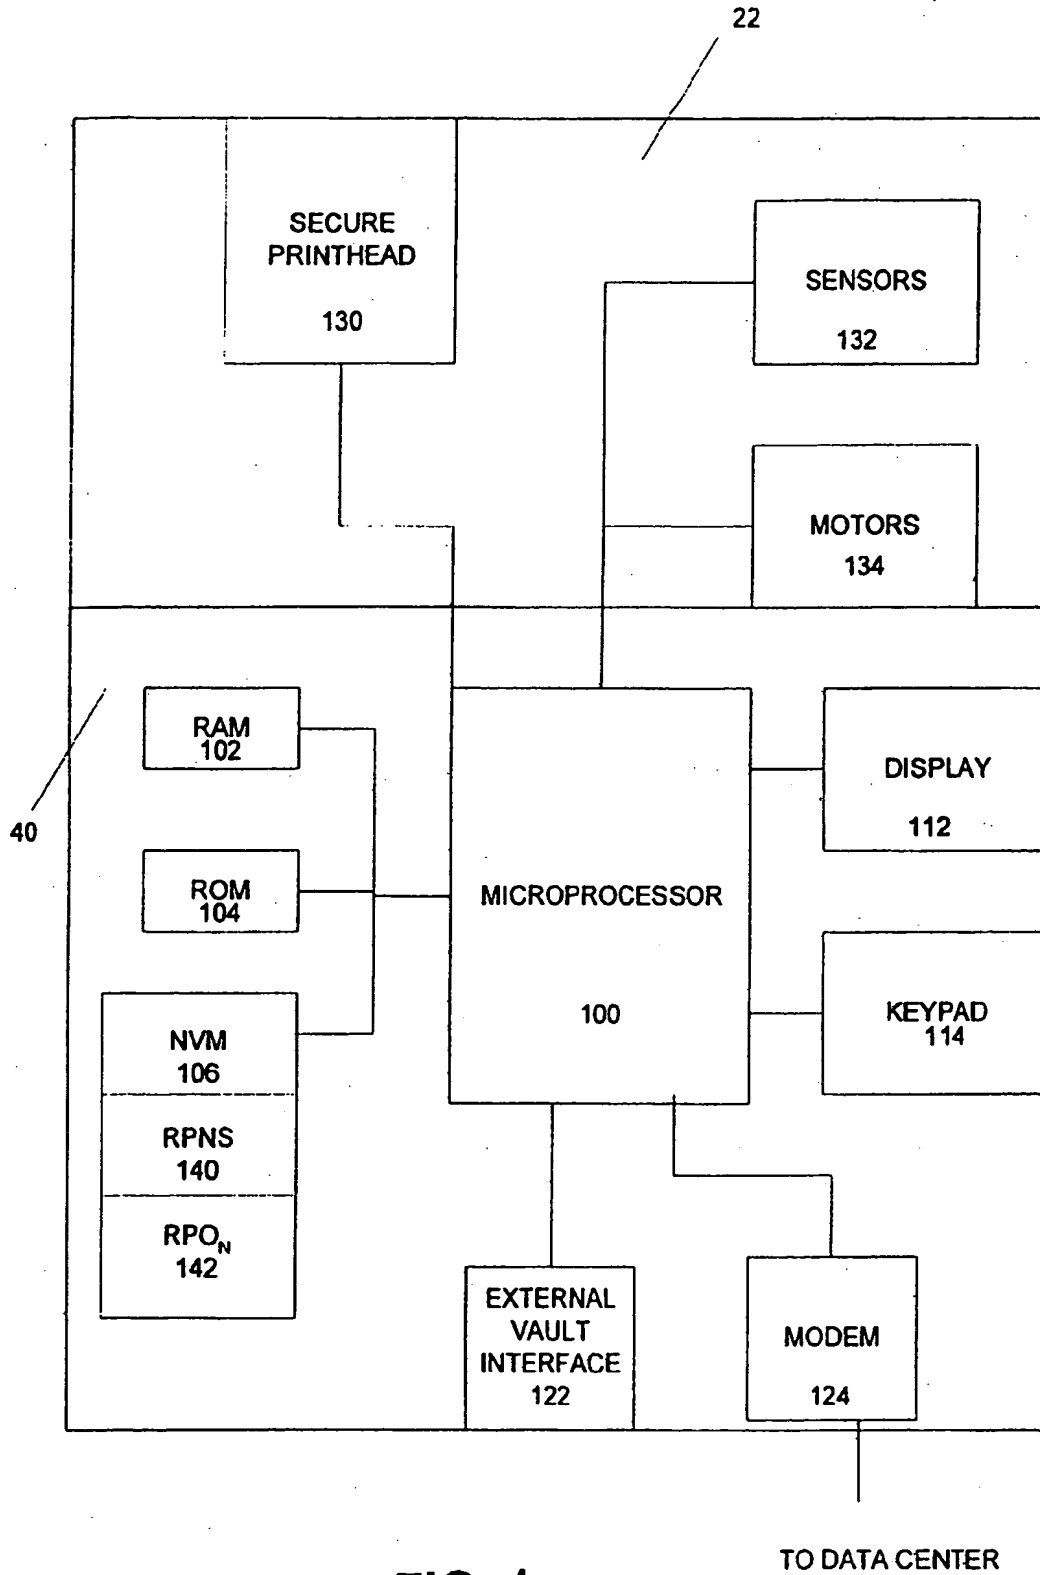 22
SECURE
PRINTHEAD
130
SENSORS
132
MOTORS
134
RAM
102
40
ROM
104
NVM
106
RPNS
140
RPO_N
142
MICROPROCESSOR
100
DISPLAY
112
KEYPAD
114
EXTERNAL
VAULT
INTERFACE
122
MODEM
124
TO DATA CENTER